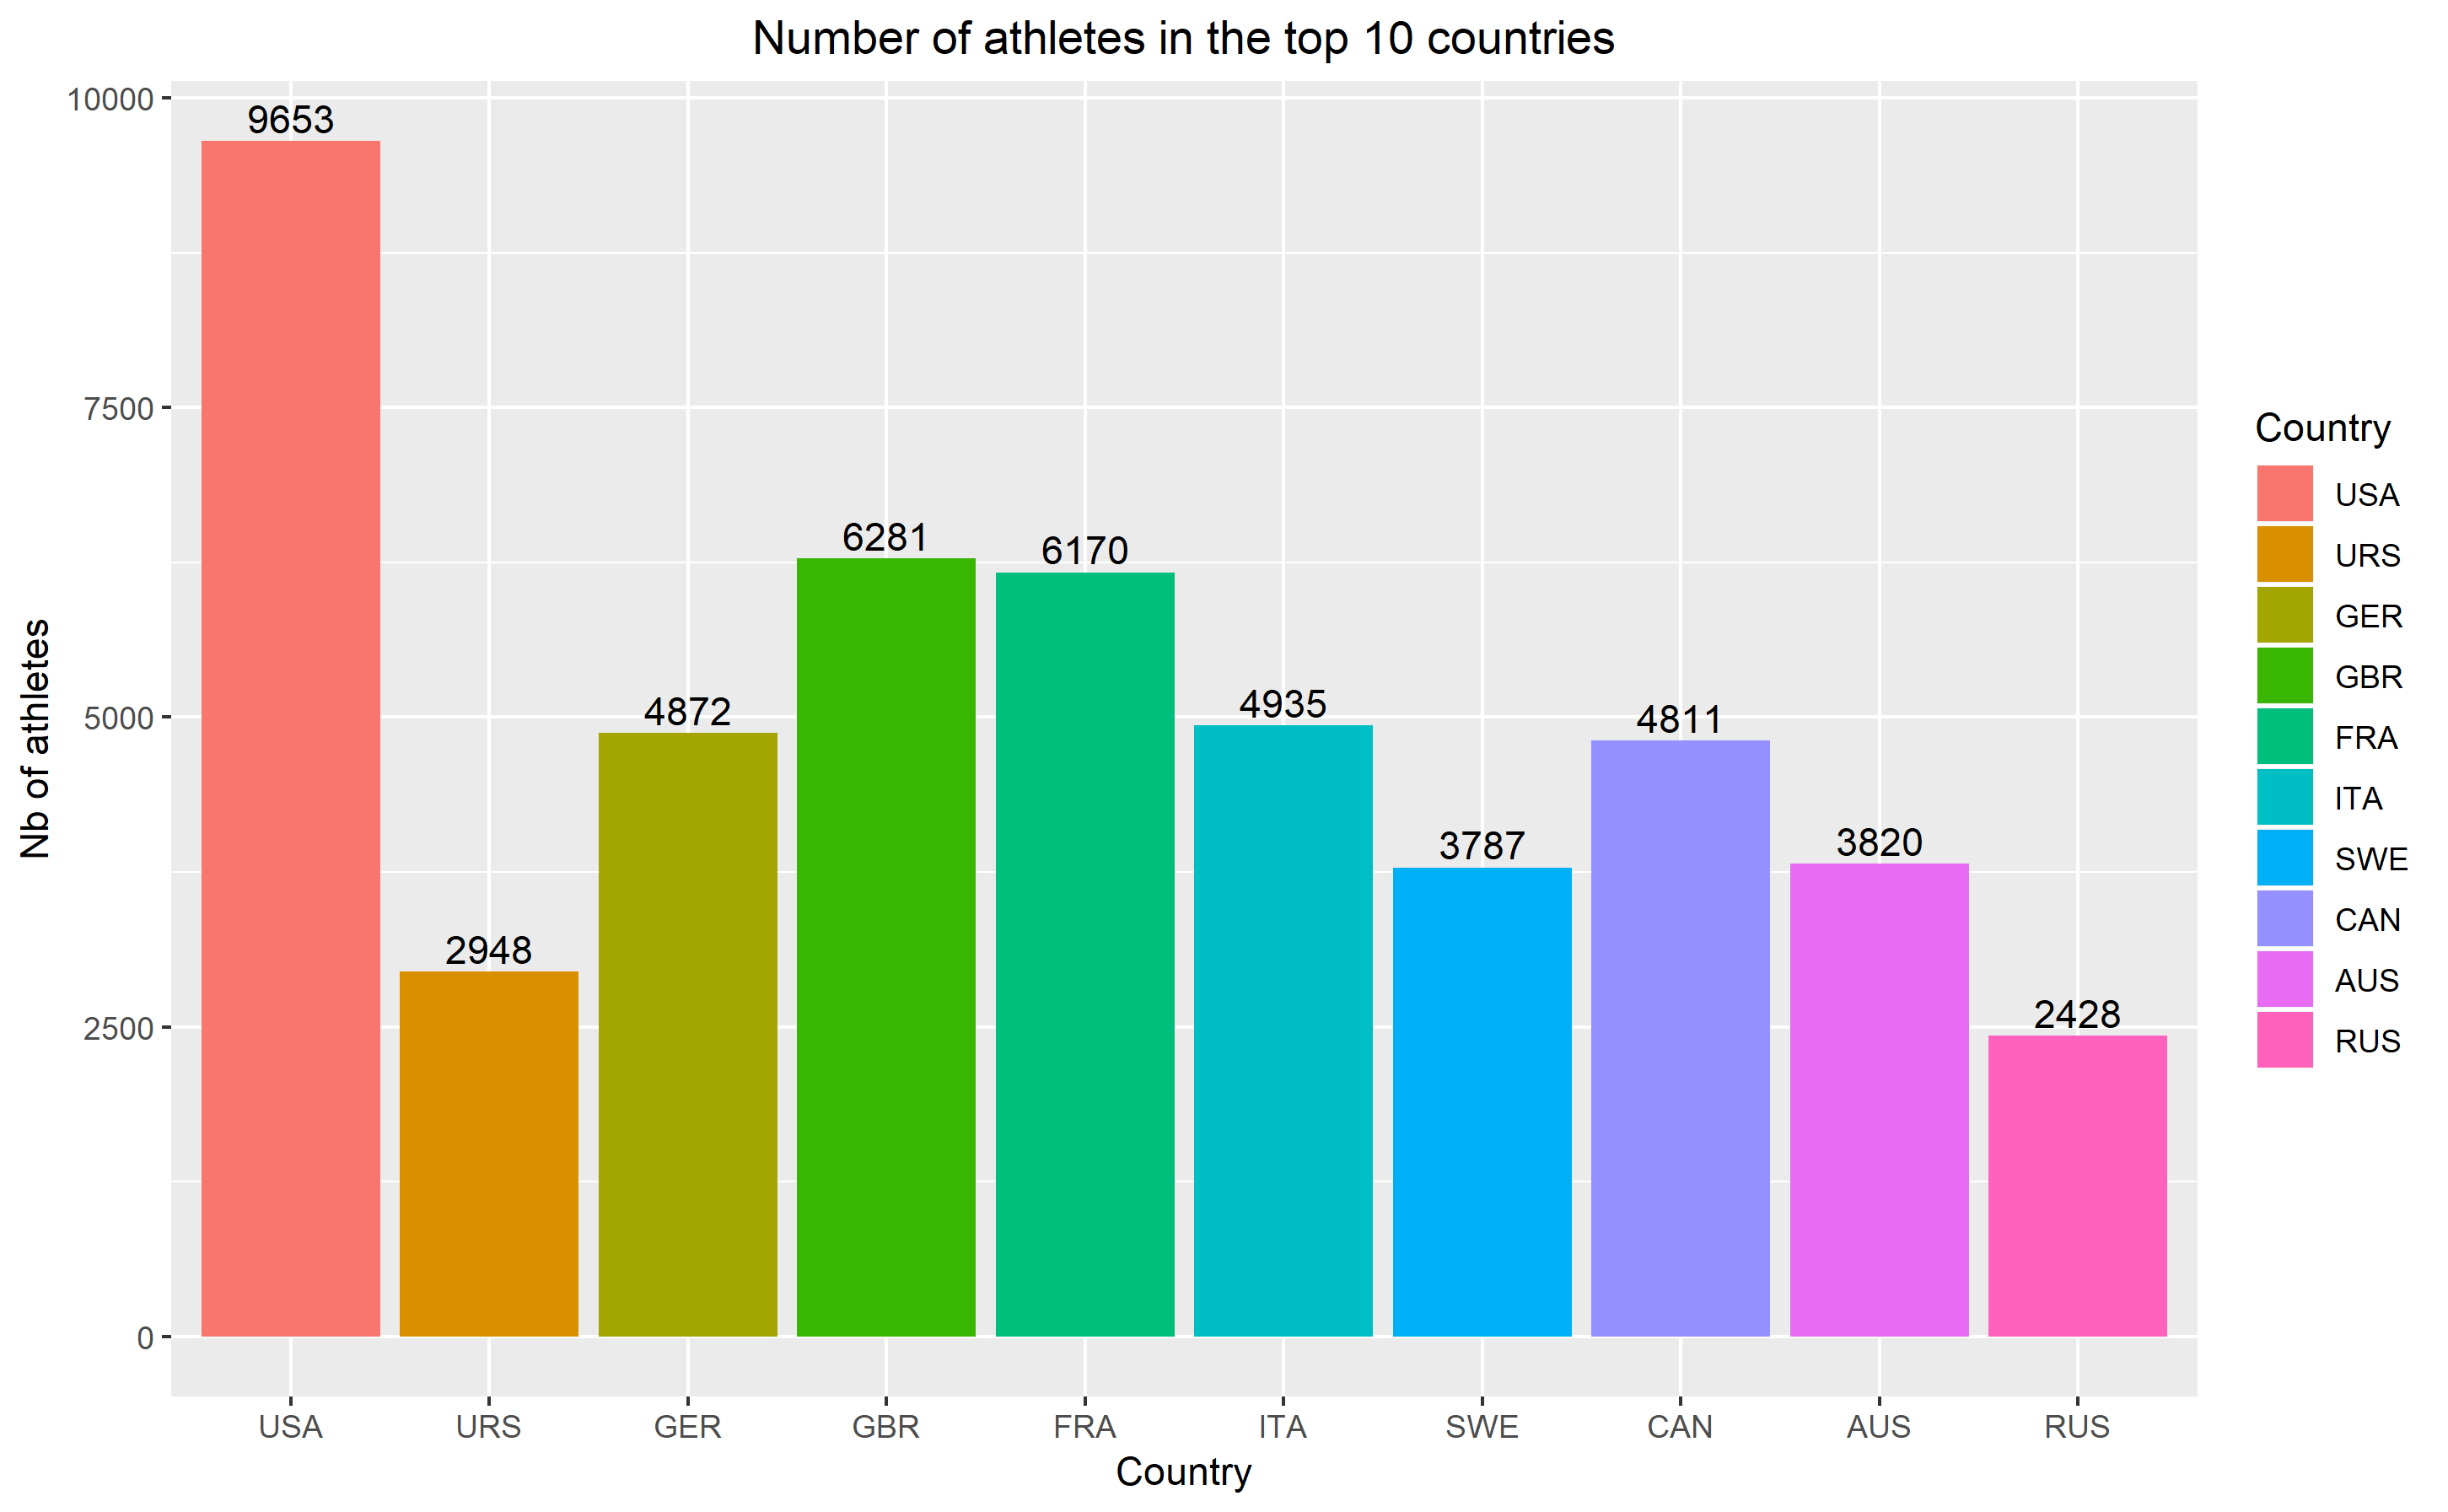 Number of athletes in the top 10 countries
Nb of athletes
10000
7500
5000
2500
0
9653
2948
4872
6281
6170
4935
3787
4811
3820
2428
USA URS GER GBR FRA ITA SWE CAN AUS RUS
Country
Country
USA
URS
GER
GBR
FRA
ITA
SWE
CAN
AUS
RUS